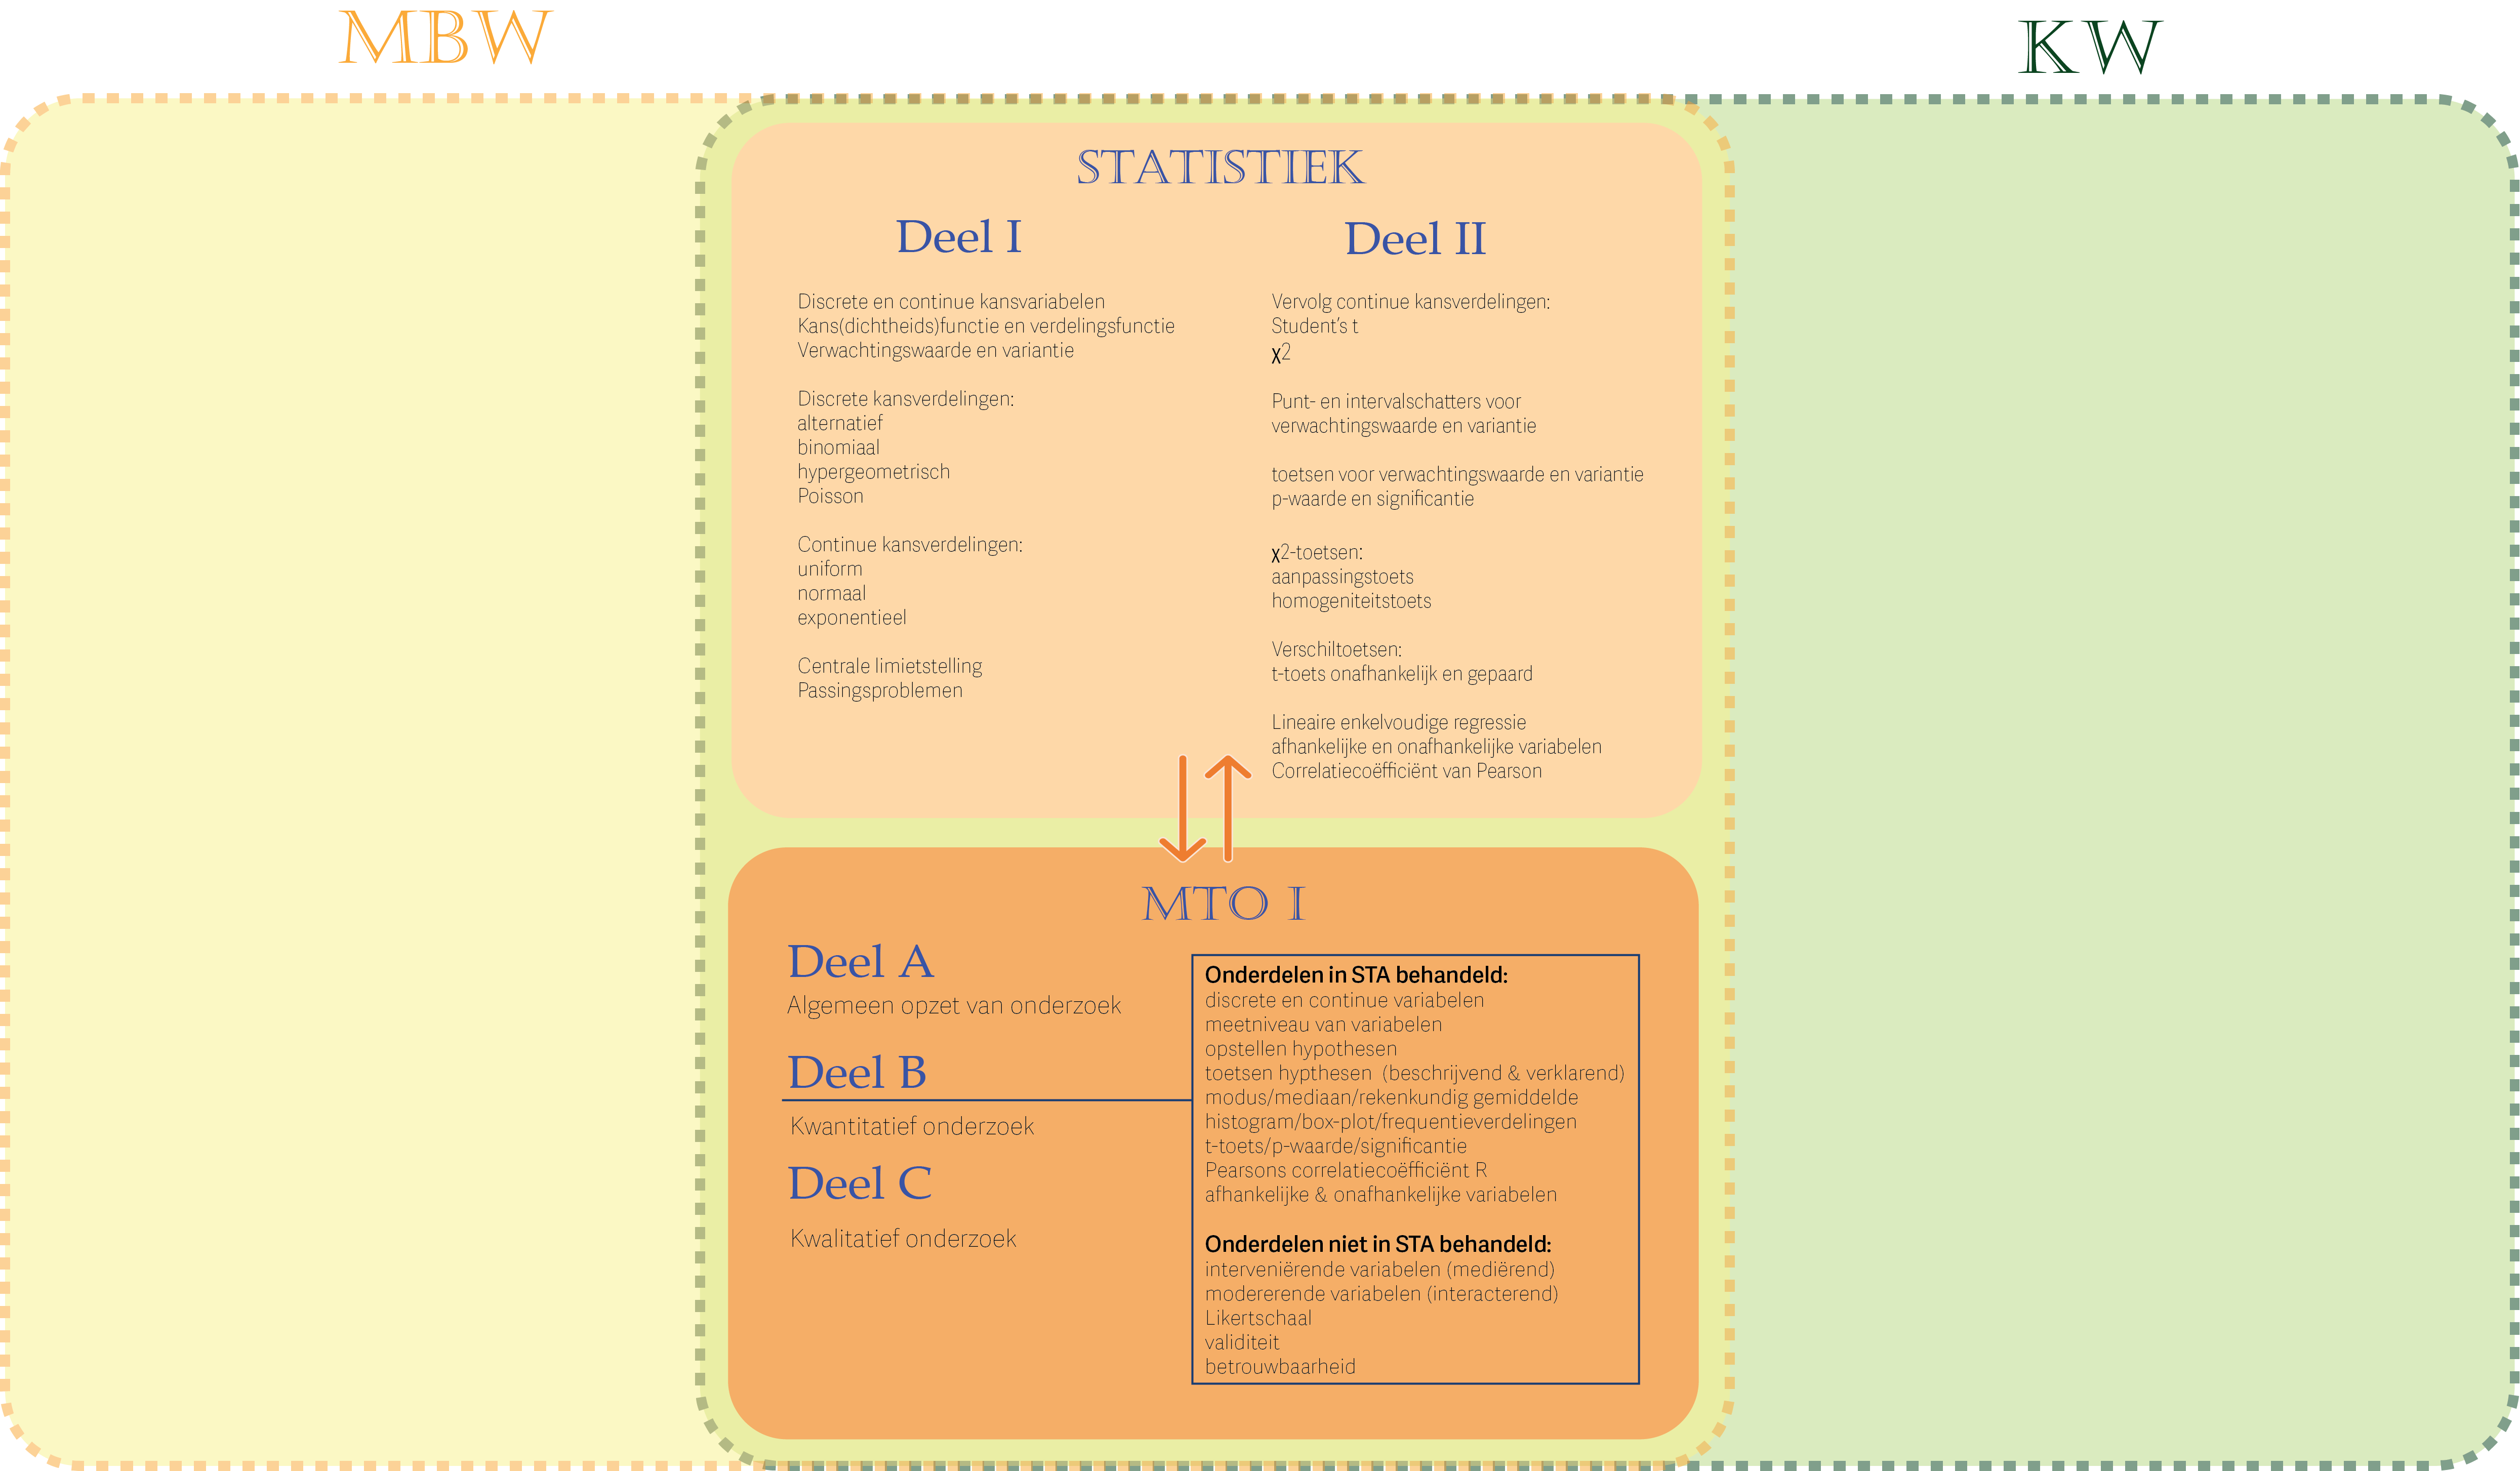 MBW
KW
STATISTIEK
Deel I
Discrete en continue kansvariabelen
Kans(dichtheids)functie en verdelingsfunctie
Verwachtingswaarde en variantie
Discrete kansverdelingen:
alternatief
binomiaal
hypergeometrisch
Poisson
Continue kansverdelingen:
uniform
normaal
exponentieel
Centrale limietstelling
Passingsproblemen
Deel II
Vervolg continue kansverdelingen:
Student's t
χ2
Punt- en intervalschatters voor
verwachtingswaarde en variantie
toetsen voor verwachtingswaarde en variantie
p-waarde en significantie
χ2-toetsen:
aanpassingstoets
homogeniteitstoets
Verschiltoetsen:
t-toets onafhankelijk en gepaard
Lineaire enkelvoudige regressie
afhankelijke en onafhankelijke variabelen
Correlatiecoëfficiënt van Pearson
MTO I
Deel A
Algemeen opzet van onderzoek
Deel B
Kwantitatief onderzoek
Deel C
Kwalitatief onderzoek
Onderdelen in STA behandeld:
discrete en continue variabelen
meetniveau van variabelen
opstellen hypothesen
toetsen hypthesen (beschrijvend & verklarend)
modus/mediaan/rekenkundig gemiddelde
histogram/box-plot/frequentieverdelingen
t-toets/p-waarde/significantie
Pearsons correlatiecoëfficiënt R
afhankelijke & onafhankelijke variabelen
Onderdelen niet in STA behandeld:
interveniërende variabelen (mediërend)
modererende variabelen (interacterend)
Likertschaal
validiteit
betrouwbaarheid